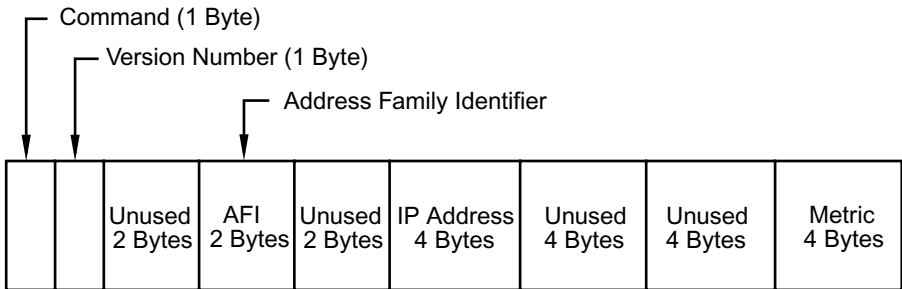 Command (1 Byte)
Version Number (1 Byte)
Address Family Identifier
Unused
2 Bytes
AFI
2 Bytes
Unused
2 Bytes
IP Address
4 Bytes
Unused
4 Bytes
Unused
4 Bytes
Metric
4 Bytes